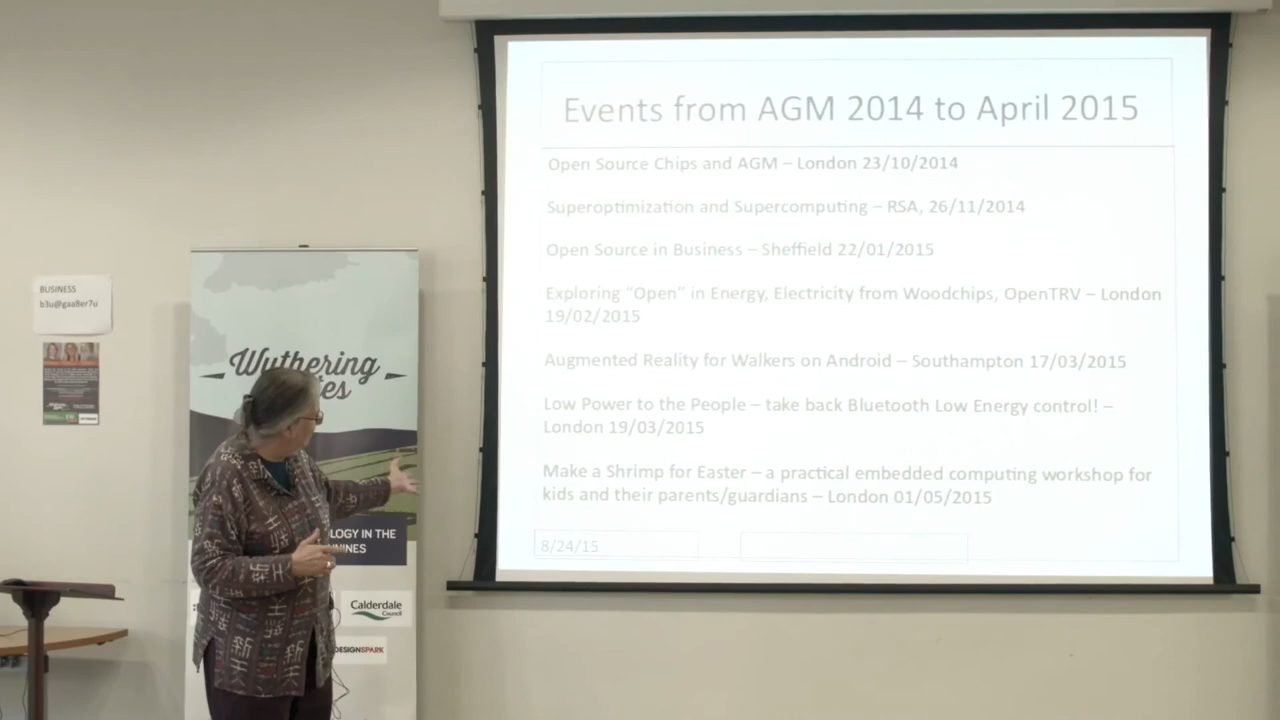 Events from AGM 2014 to April 2015
Open Source Chips and AGM – London 23/10/2014
Superoptimization and Supercomputing – RSA, 26/11/2014
Open Source in Business – Sheffield 22/01/2015
Exploring “Open” in Energy, Electricity from Woodchips, OpenTRV – London
19/02/2015
Augmented Reality for Walkers on Android – Southampton 17/03/2015
Low Power to the People – take back Bluetooth Low Energy control! –
London 19/03/2015
Make a Shrimp for Easter – a practical embedded computing workshop for
kids and their parents/guardians – London 01/05/2015
8/24/15
BUSINESS
b3u@gaa8er7u
Wuthering
LOGY IN THE
Calderdale
Council
DESIGNSPARK
新
新